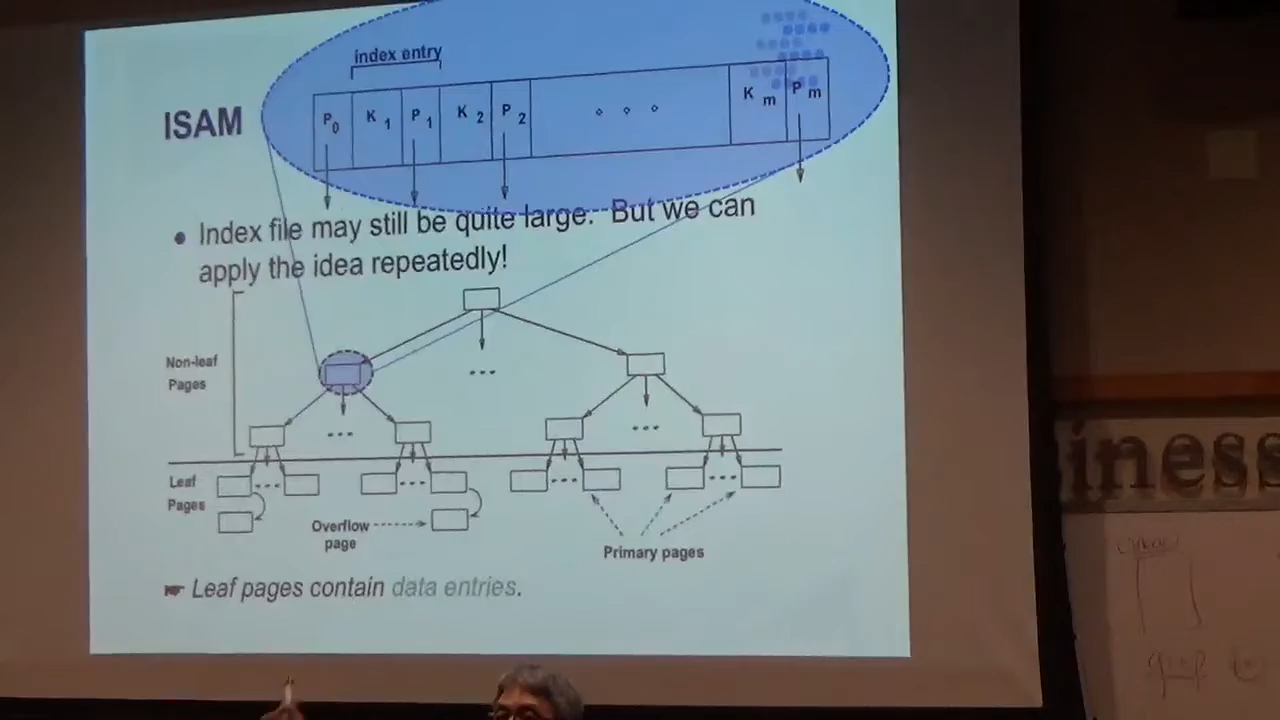 index entry
P0 K1 P1 K2 P2 Km Pm
ISAM
• Index file may still be quite large. But we can
apply the idea repeatedly!
Non-leaf
Pages
...
... ...
Leaf
Pages
... ... ... ...
Overflow
page
Primary pages
Leaf pages contain data entries.
iness